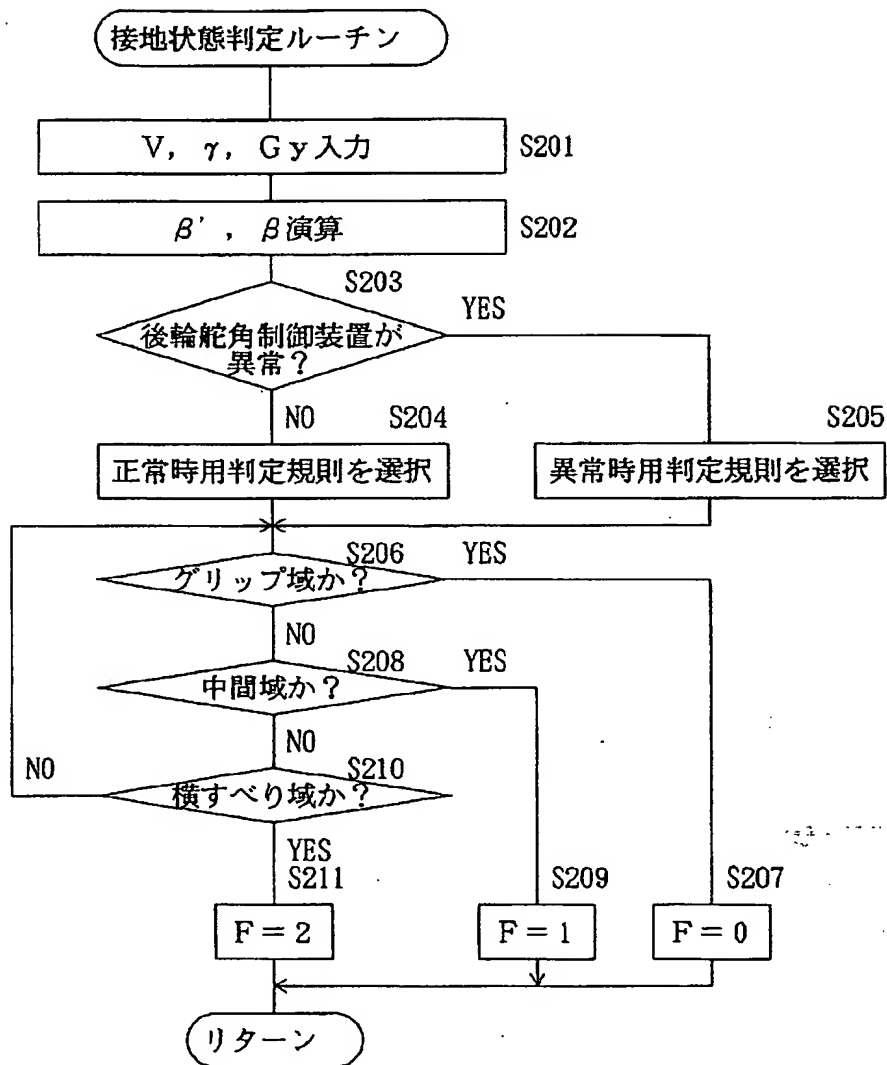 接地状態判定ルーチン
V, γ, Gy入力
S201
β', β演算
S202
S203
後輪舵角制御装置が
異常?
YES
NO
S204
S205
正常時用判定規則を選択
異常時用判定規則を選択
S206
グリップ域か?
YES
NO
S208
中間域か?
YES
NO
S210
横すべり域か?
NO
YES
S211
S209
S207
F=2
F=1
F=0
リターン